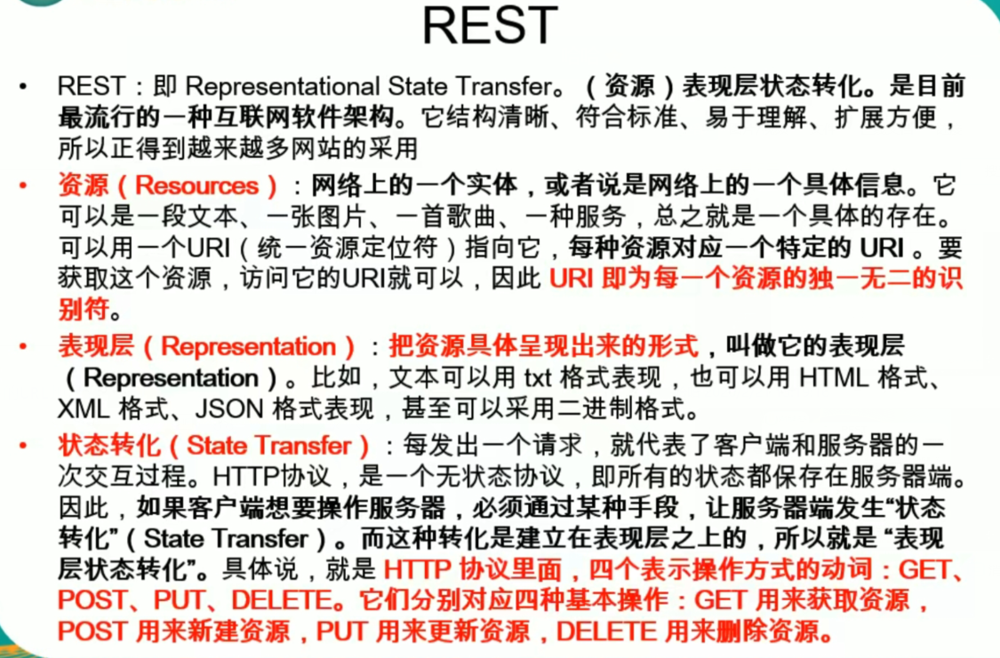 REST
• REST：即 Representational State Transfer。（资源）表现层状态转化。是目前
最流行的一种互联网软件架构。它结构清晰、符合标准、易于理解、扩展方便，
所以正得到越来越多网站的采用
• 资源（Resources）：网络上的一个实体，或者说是网络上的一个具体信息。它
可以是一段文本、一张图片、一首歌曲、一种服务，总之就是一个具体的存在。
可以用一个URI（统一资源定位符）指向它，每种资源对应一个特定的 URI 。要
获取这个资源，访问它的URI就可以，因此 URI 即为每一个资源的独一无二的识
别符。
• 表现层（Representation）：把资源具体呈现出来的形式，叫做它的表现层
（Representation）。比如，文本可以用 txt 格式表现，也可以用 HTML 格式、
XML 格式、JSON 格式表现，甚至可以采用二进制格式。
• 状态转化（State Transfer）：每发出一个请求，就代表了客户端和服务器的一
次交互过程。HTTP协议，是一个无状态协议，即所有的状态都保存在服务器端。
因此，如果客户端想要操作服务器，必须通过某种手段，让服务器端发生“状态
转化”（State Transfer）。而这种转化是建立在表现层之上的，所以就是 “表现
层状态转化”。具体说，就是 HTTP 协议里面，四个表示操作方式的动词：GET、
POST、PUT、DELETE。它们分别对应四种基本操作：GET 用来获取资源，
POST 用来新建资源，PUT 用来更新资源，DELETE 用来删除资源。